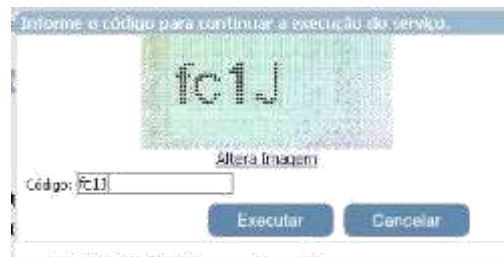 Informe o código para continuar a execução do serviço.
fc1J
Altera Imagem
Código: fc1J
Executar Cancelar